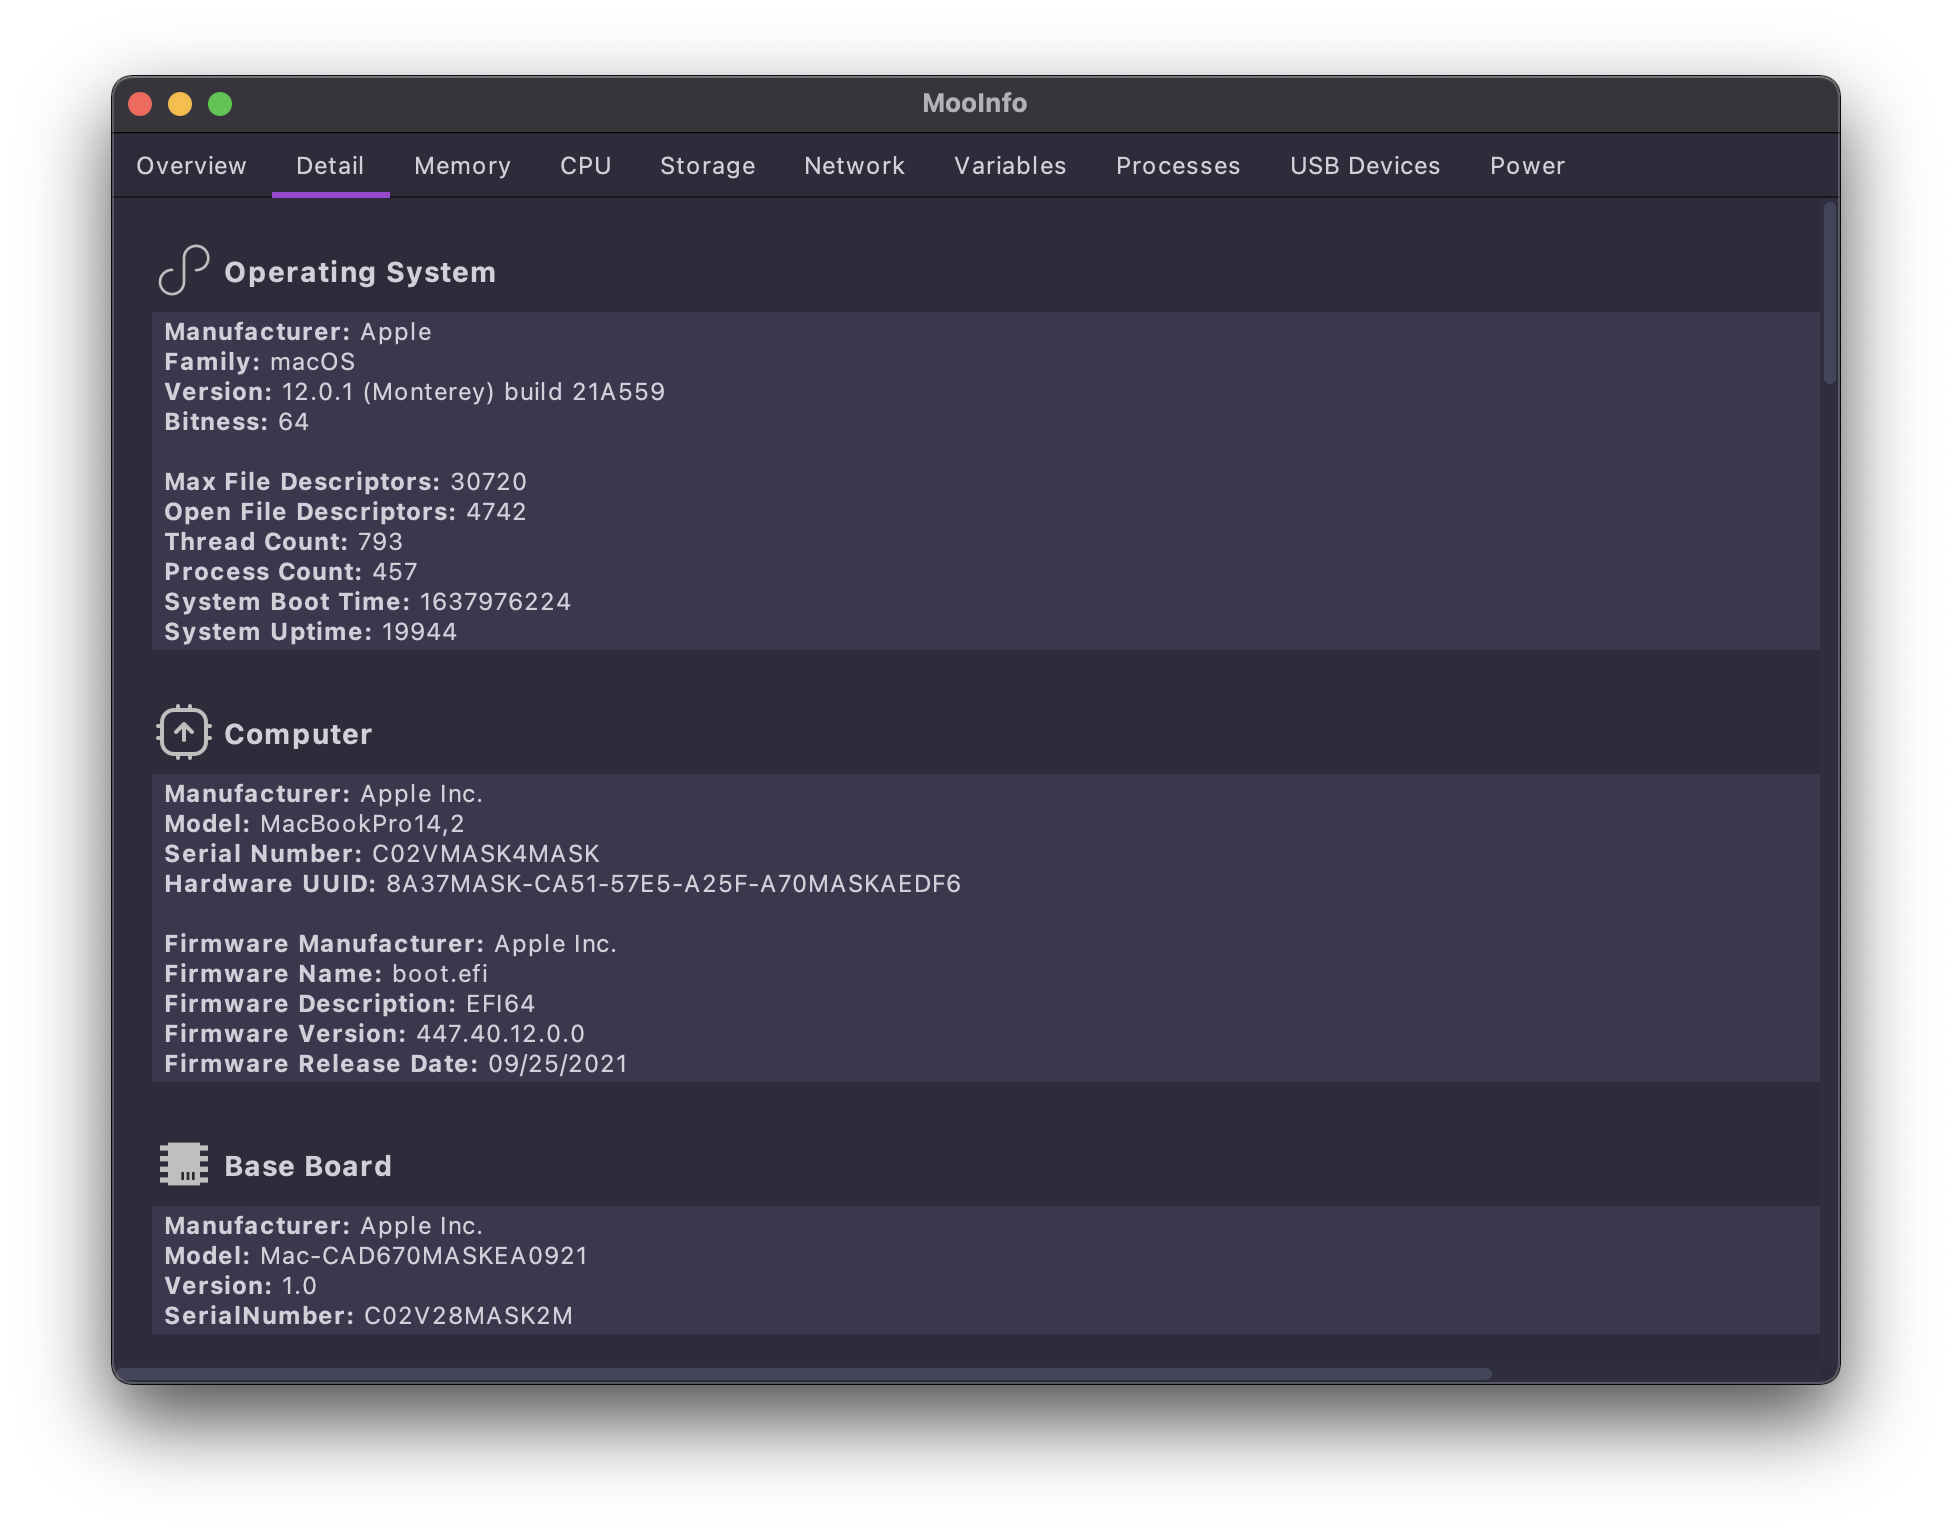 MooInfo
Overview Detail Memory CPU Storage Network Variables Processes USB Devices Power
Operating System
Manufacturer: Apple
Family: macOS
Version: 12.0.1 (Monterey) build 21A559
Bitness: 64
Max File Descriptors: 30720
Open File Descriptors: 4742
Thread Count: 793
Process Count: 457
System Boot Time: 1637976224
System Uptime: 19944
Computer
Manufacturer: Apple Inc.
Model: MacBookPro14,2
Serial Number: C02VMASK4MASK
Hardware UUID: 8A37MASK-CA51-57E5-A25F-A70MASKAEDF6
Firmware Manufacturer: Apple Inc.
Firmware Name: boot.efi
Firmware Description: EFI64
Firmware Version: 447.40.12.0.0
Firmware Release Date: 09/25/2021
Base Board
Manufacturer: Apple Inc.
Model: Mac-CAD670MASKEA0921
Version: 1.0
SerialNumber: C02V28MASK2M